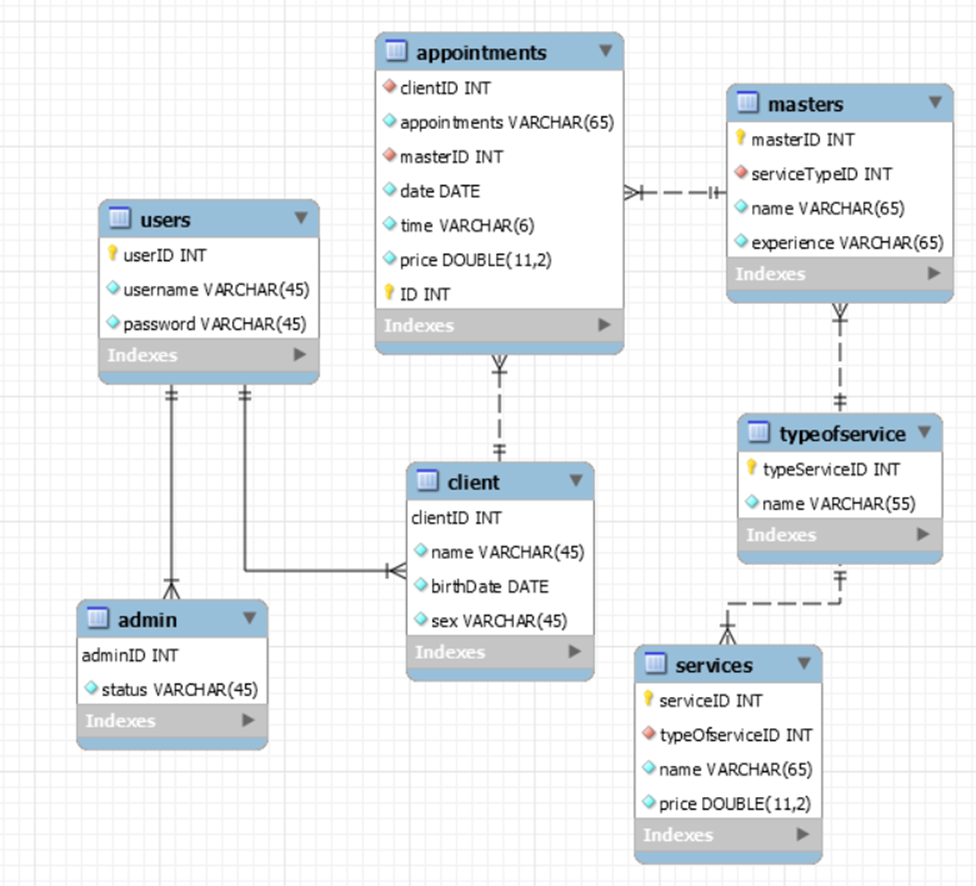 appointments
clientID INT
appointments VARCHAR(65)
masterID INT
date DATE
time VARCHAR(6)
price DOUBLE(11,2)
ID INT
Indexes
masters
masterID INT
serviceTypeID INT
name VARCHAR(65)
experience VARCHAR(65)
Indexes
users
userID INT
username VARCHAR(45)
password VARCHAR(45)
Indexes
typeofservice
typeServiceID INT
name VARCHAR(55)
Indexes
client
clientID INT
name VARCHAR(45)
birthDate DATE
sex VARCHAR(45)
Indexes
admin
adminID INT
status VARCHAR(45)
Indexes
services
serviceID INT
typeOfserviceID INT
name VARCHAR(65)
price DOUBLE(11,2)
Indexes